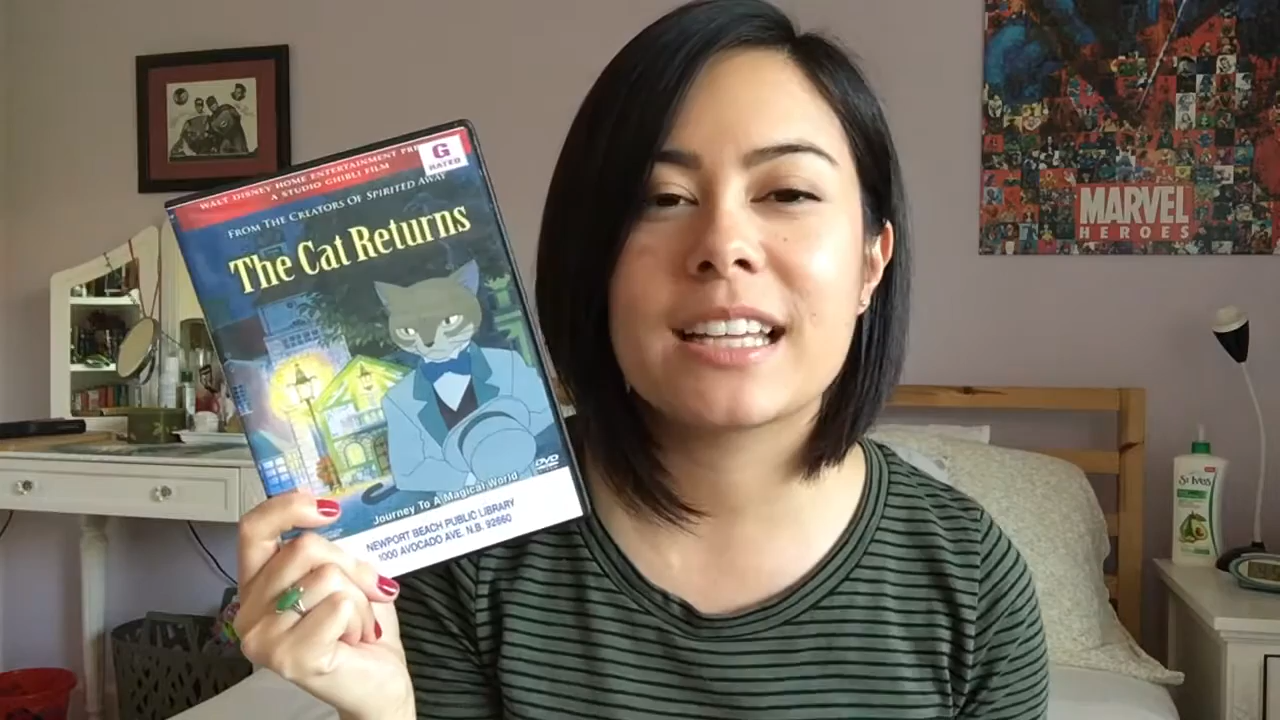 WALT DISNEY HOME ENTERTAINMENT
A STUDIO GHIBLI FILM
G
RATED
FROM THE CREATORS OF SPIRITED AWAY
The Cat Returns
DVD
Journey To A Magical World
NEWPORT BEACH PUBLIC LIBRARY
1000 AVOCADO AVE. N.B. 92660
MARVEL
HEROES
St. Ives